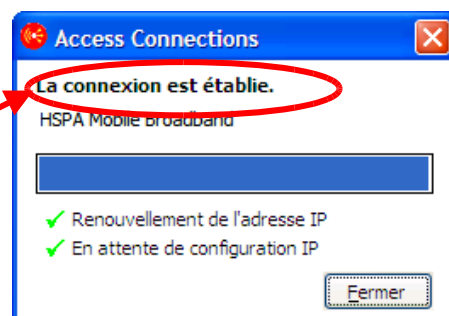 Access Connections
La connexion est établie.
HSPA Mobile Broadband
Renouvellement de l'adresse IP
En attente de configuration IP
Fermer